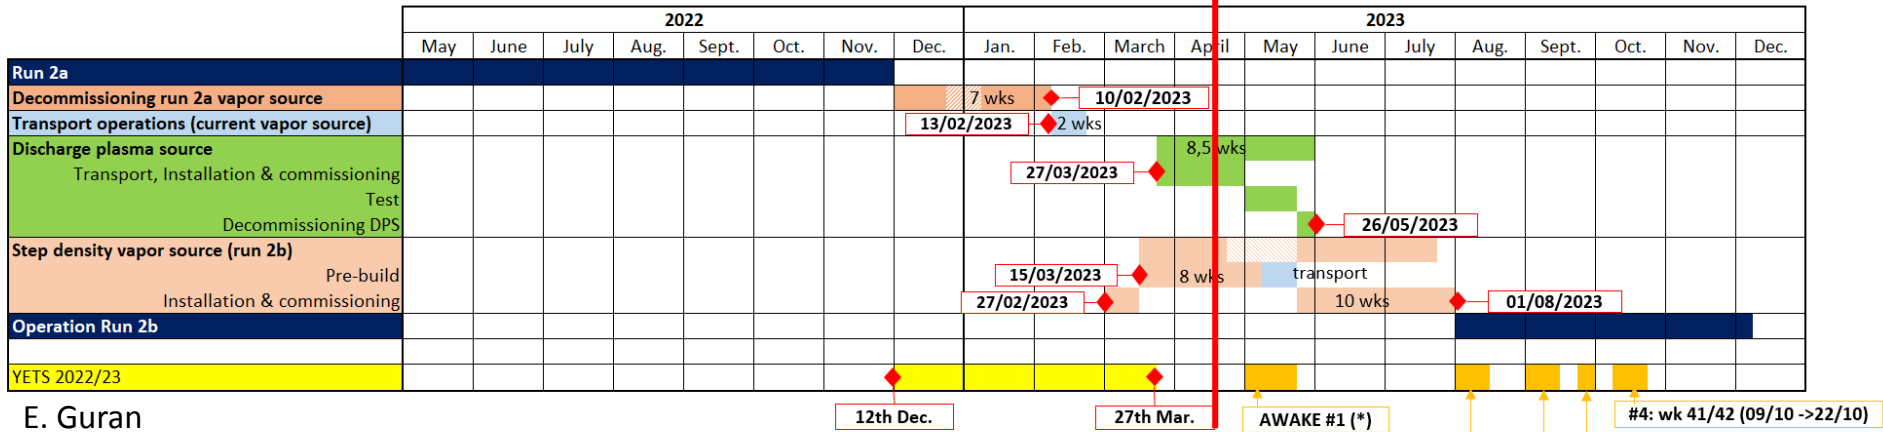 2022 2023
May June July Aug. Sept. Oct. Nov. Dec. Jan. Feb. March April May June July Aug. Sept. Oct. Nov. Dec.
Run 2a
Decommissioning run 2a vapor source 7 wks 10/02/2023
Transport operations (current vapor source) 13/02/2023 2 wks
Discharge plasma source 8,5 wks
Transport, Installation & commissioning 27/03/2023
Test
Decommissioning DPS 26/05/2023
Step density vapor source (run 2b)
Pre-build 15/03/2023 8 wks transport
Installation & commissioning 27/02/2023 10 wks 01/08/2023
Operation Run 2b
YETS 2022/23
E. Guran 12th Dec. 27th Mar. AWAKE #1 (*) #4: wk 41/42 (09/10 ->22/10)